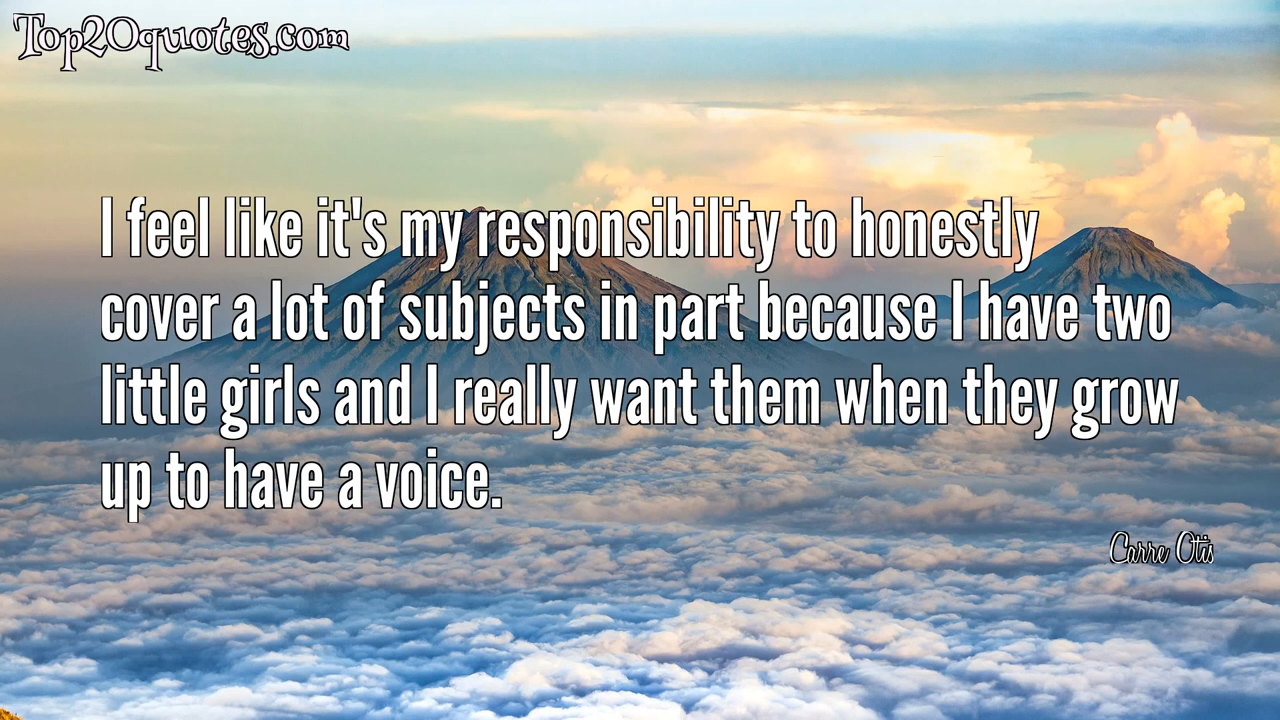 Top20quotes.com
I feel like it's my responsibility to honestly
cover a lot of subjects in part because I have two
little girls and I really want them when they grow
up to have a voice.
Carre Otis